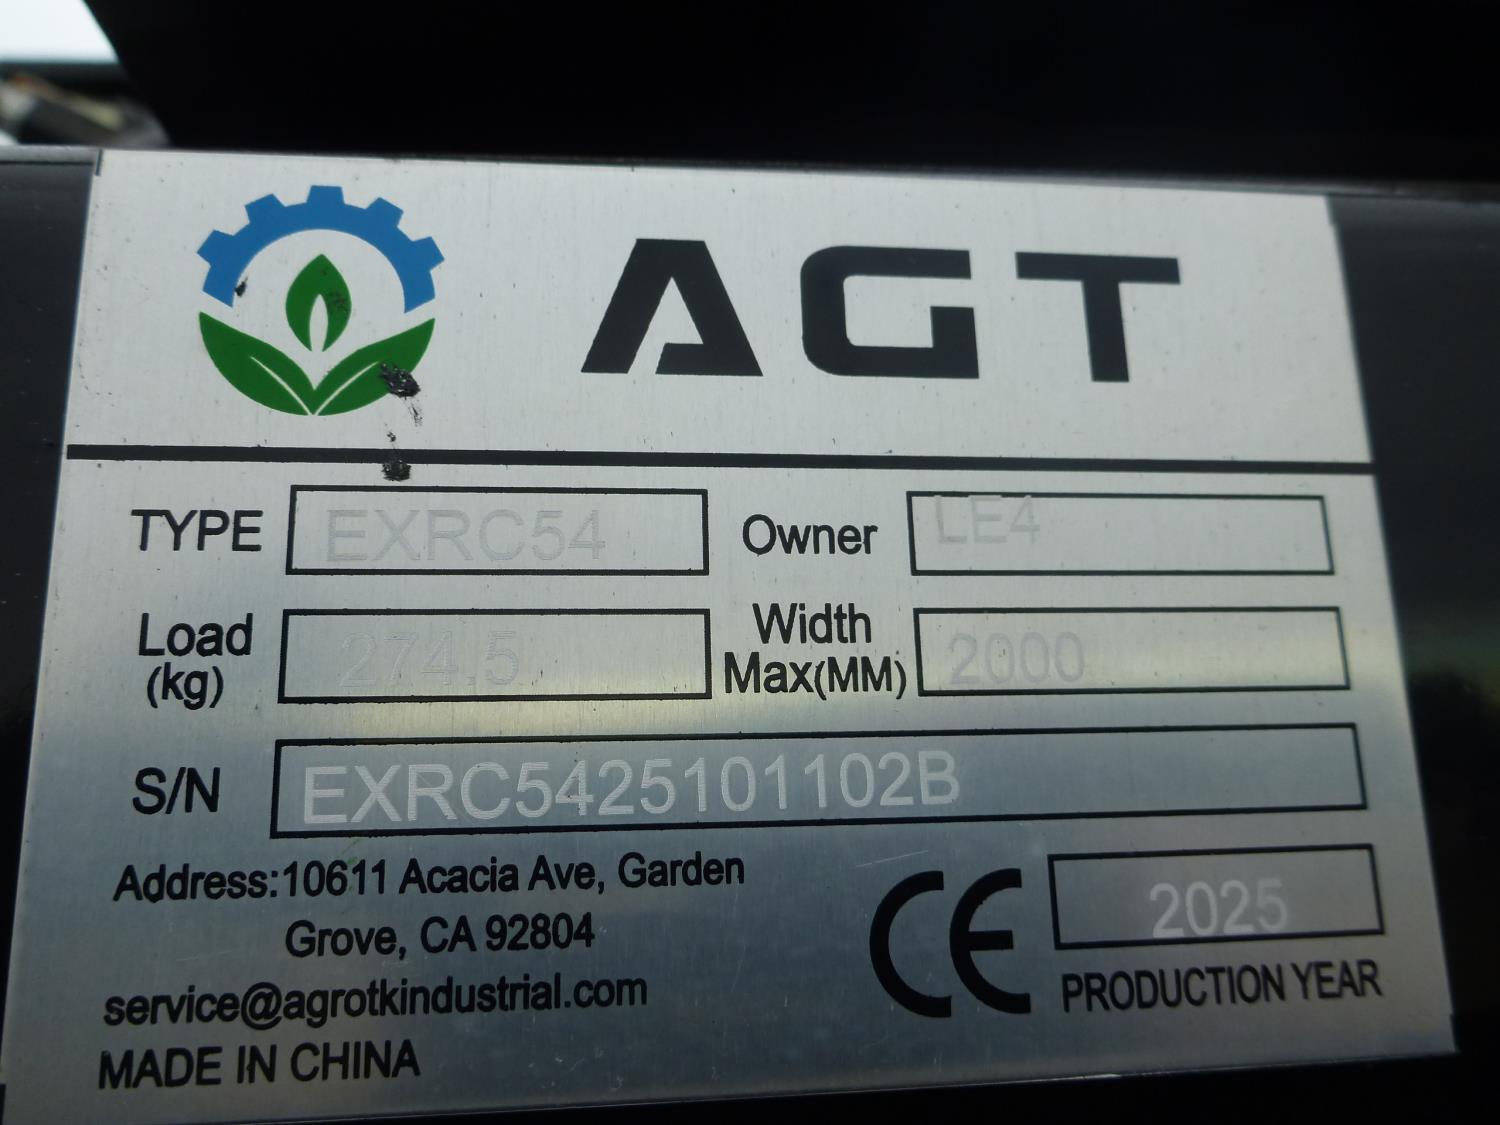 AGT
TYPE EXRC54 Owner LE4
Load (kg) 274.5 Width Max(MM) 2000
S/N EXRC5425101102B
Address:10611 Acacia Ave, Garden
Grove, CA 92804
service@agrotkindustrial.com
MADE IN CHINA
CE 2025
PRODUCTION YEAR